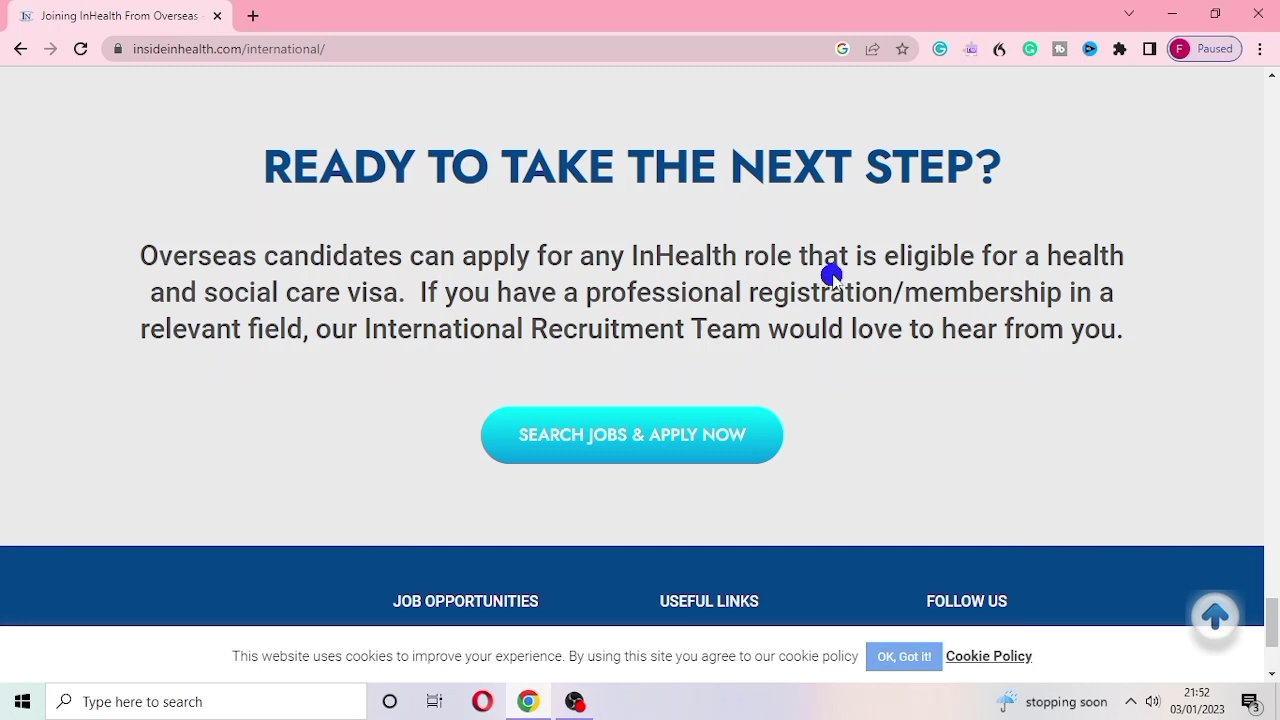 Joining InHealth From Overseas
insideinhealth.com/international/
Paused
READY TO TAKE THE NEXT STEP?
Overseas candidates can apply for any InHealth role that is eligible for a health
and social care visa.  If you have a professional registration/membership in a
relevant field, our International Recruitment Team would love to hear from you.
SEARCH JOBS & APPLY NOW
JOB OPPORTUNITIES
USEFUL LINKS
FOLLOW US
This website uses cookies to improve your experience. By using this site you agree to our cookie policy
OK, Got it!
Cookie Policy
Type here to search
stopping soon
21:52
03/01/2023